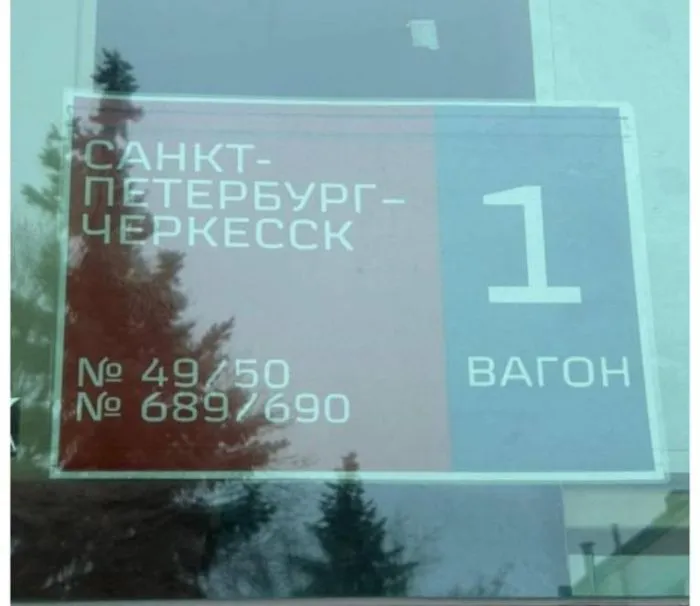 САНКТ-
ПЕТЕРБУРГ–
ЧЕРКЕССК
1
ВАГОН
№ 49/50
№ 689/690